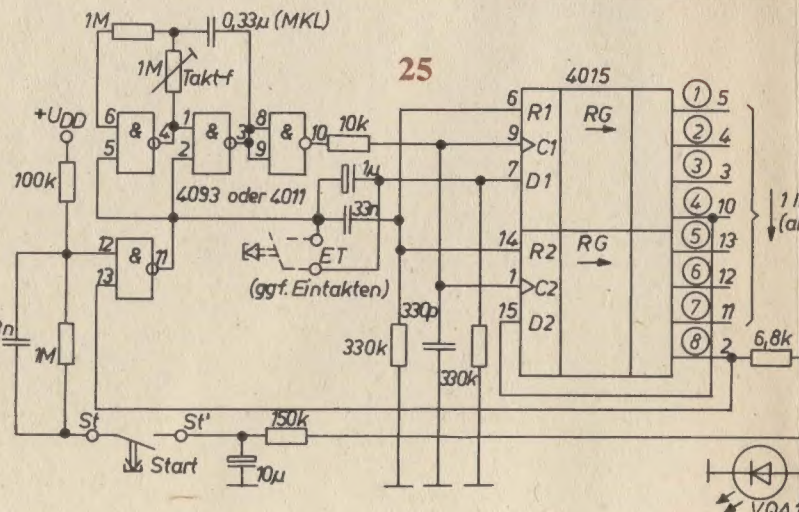 1M
0,33µ (MKL)
1M
Takt-f
25
4015
+U_DD
6
5
&
4
1
2
&
3
8
9
&
10
10k
6
R1
RG
1
5
9
C1
2
4
100k
4093 oder 4011
1µ
7
D1
3
3
33n
4
10
12
13
&
11
ET
(ggf. Eintakten)
14
R2
RG
5
13
1
C2
6
12
15
D2
7
11
8
2
6,8k
1M
330k
330p
330k
St
St'
150k
Start
10µ